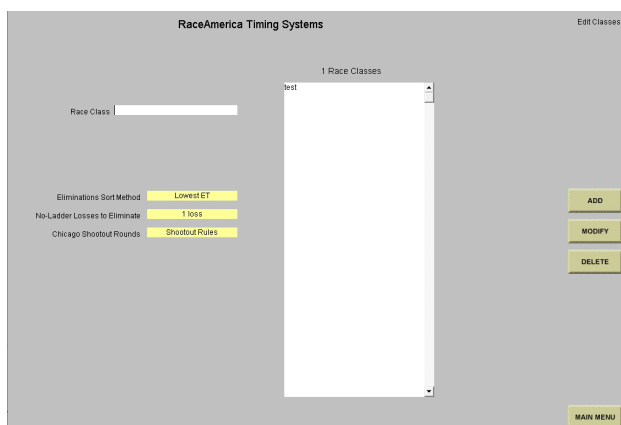 RaceAmerica Timing Systems
Edit Classes
1 Race Classes
test
Race Class
Eliminations Sort Method Lowest ET
No-Ladder Losses to Eliminate 1 loss
Chicago Shootout Rounds Shootout Rules
ADD
MODIFY
DELETE
MAIN MENU